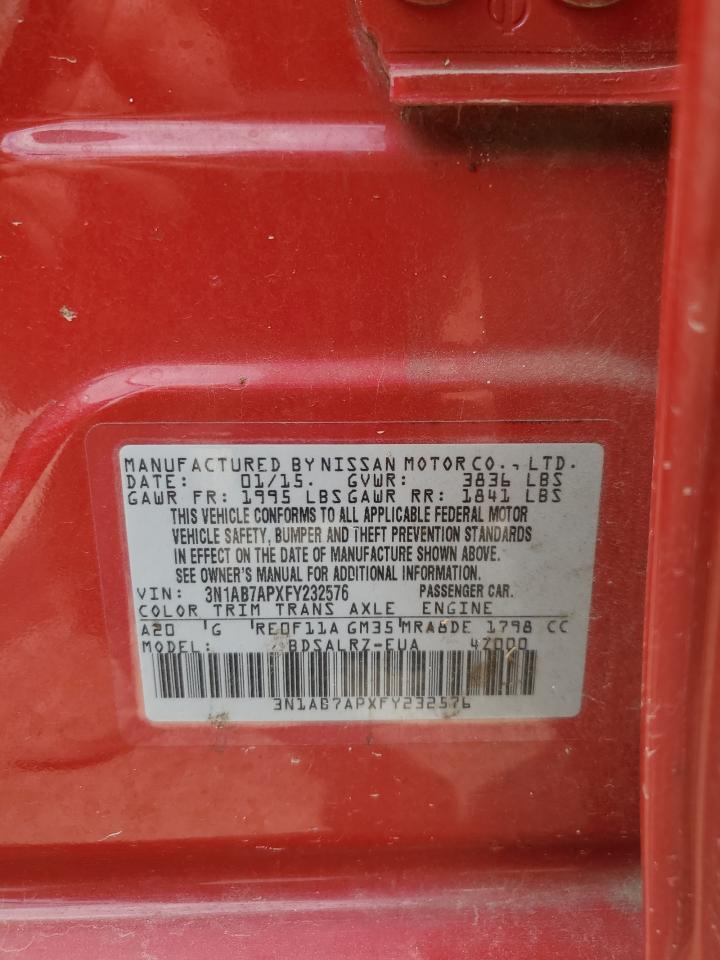 MANUFACTURED BY NISSAN MOTOR CO., LTD.
DATE: 01/15. GVWR: 3836 LBS
GAWR FR: 1995 LBS GAWR RR: 1841 LBS
THIS VEHICLE CONFORMS TO ALL APPLICABLE FEDERAL MOTOR
VEHICLE SAFETY, BUMPER AND THEFT PREVENTION STANDARDS
IN EFFECT ON THE DATE OF MANUFACTURE SHOWN ABOVE.
SEE OWNER'S MANUAL FOR ADDITIONAL INFORMATION.
VIN: 3N1AB7APXFY232576 PASSENGER CAR.
COLOR TRIM TRANS AXLE ENGINE
A20 G RE0F11A GM35 MRA8DE 1798 CC
MODEL: BDSALRZ-EUA 4Z000
3N1AB7APXFY232576